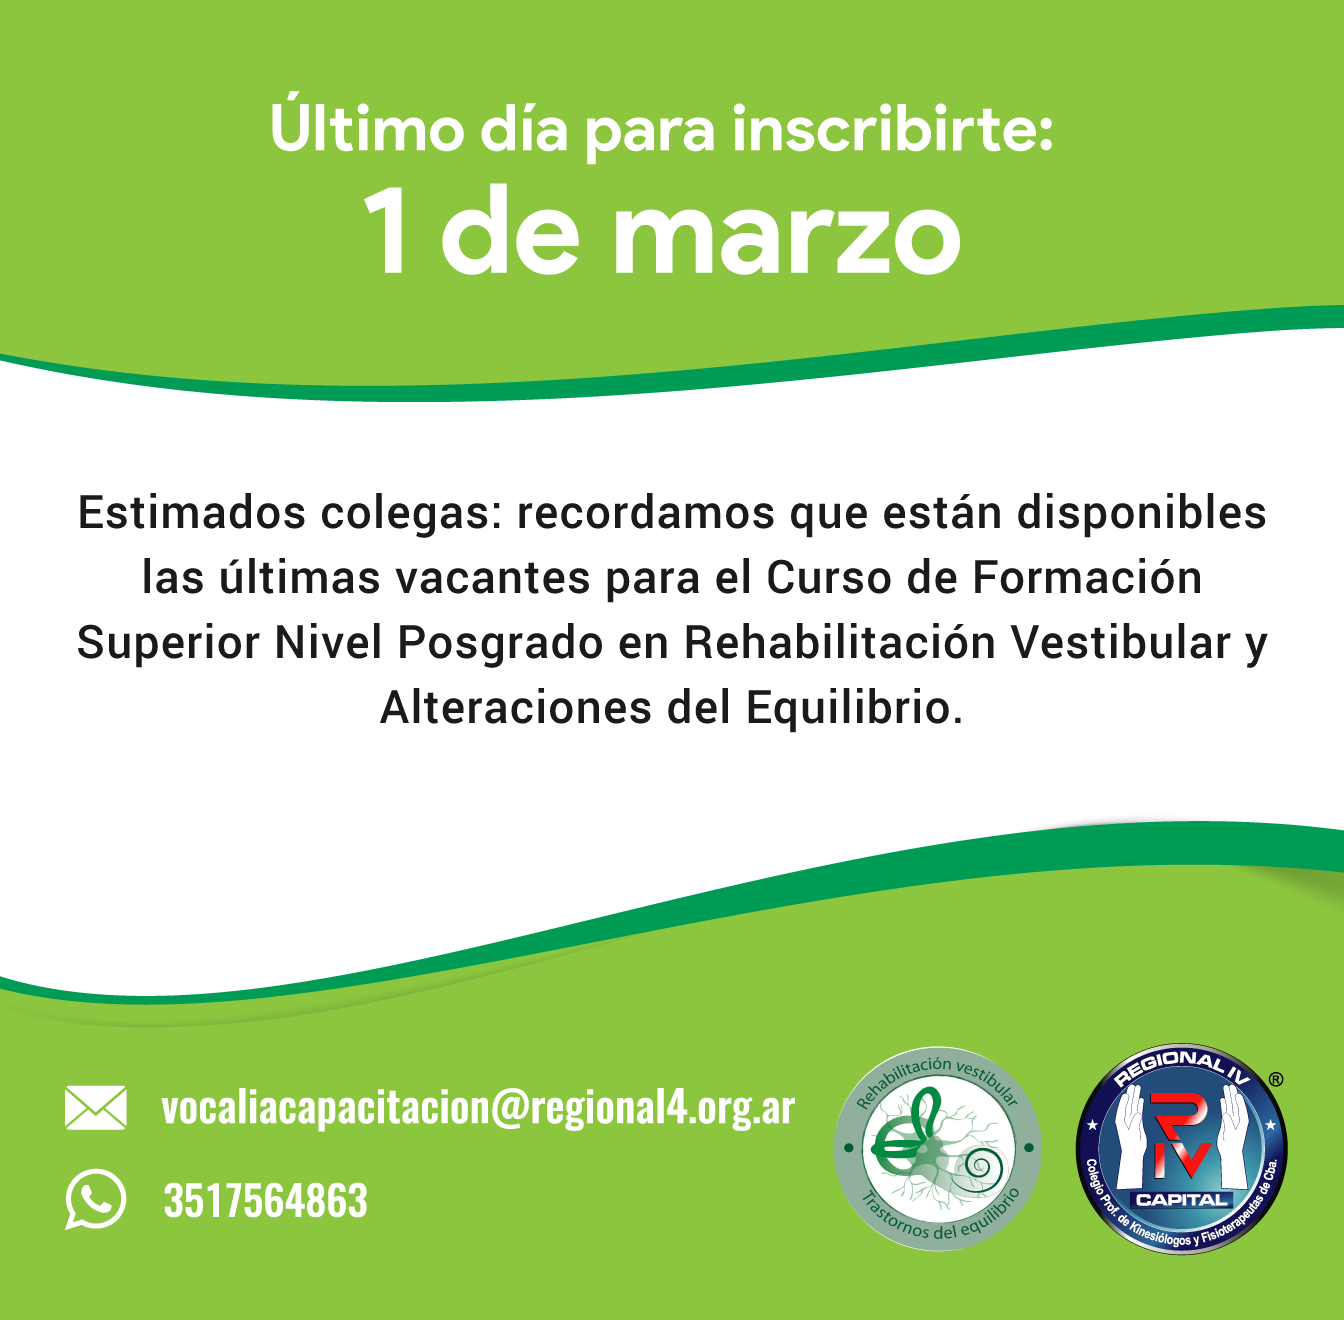 Último día para inscribirte:
1 de marzo
Estimados colegas: recordamos que están disponibles
las últimas vacantes para el Curso de Formación
Superior Nivel Posgrado en Rehabilitación Vestibular y
Alteraciones del Equilibrio.
vocaliacapacitacion@regional4.org.ar
3517564863
Rehabilitación vestibular
Trastornos del equilibrio
REGIONAL IV
®
R
IV
CAPITAL
Colegio Prof. de Kinesiólogos y Fisioterapeutas de Cba.